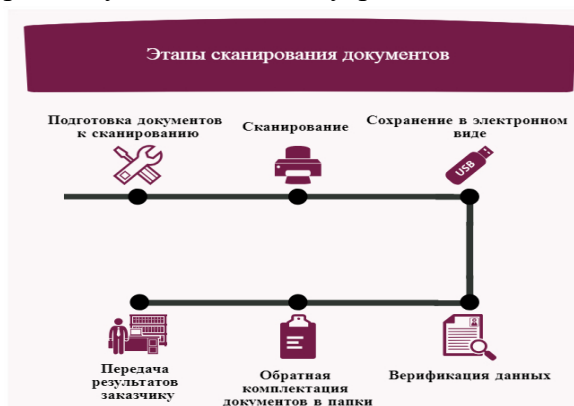 Этапы сканирования документов
Подготовка документов
к сканированию
Сканирование
Сохранение в электронном
виде
USB
Передача
результатов
заказчику
Обратная
комплектация
документов в папки
Верификация данных